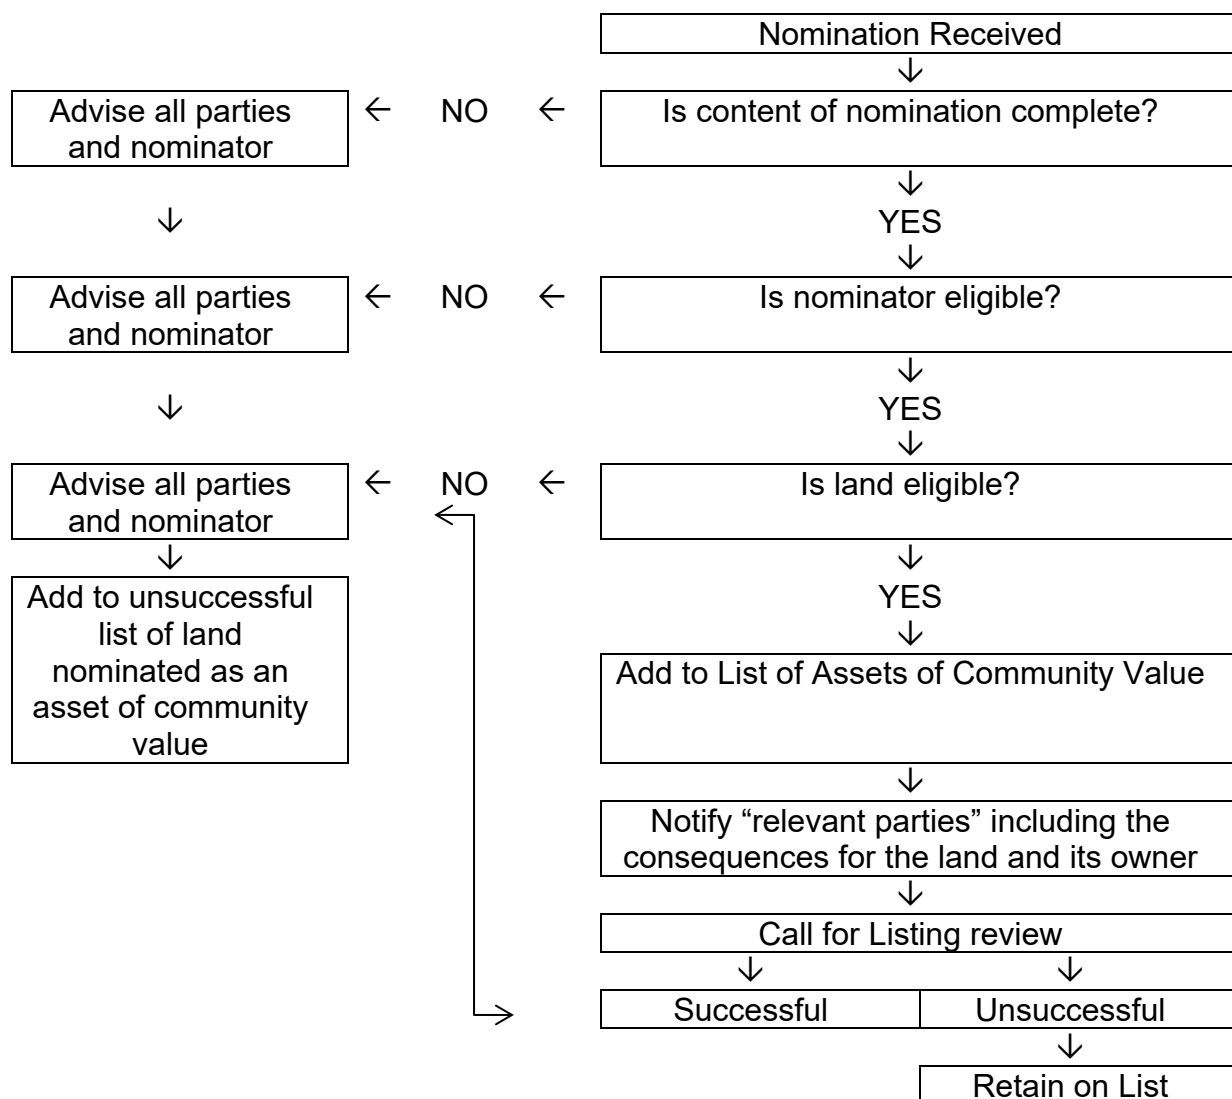 Nomination Received
Advise all parties
and nominator
← NO ←
Is content of nomination complete?
YES
Advise all parties
and nominator
← NO ←
Is nominator eligible?
YES
Advise all parties
and nominator
← NO ←
Is land eligible?
Add to unsuccessful
list of land
nominated as an
asset of community
value
YES
Add to List of Assets of Community Value
Notify “relevant parties” including the
consequences for the land and its owner
Call for Listing review
Successful
Unsuccessful
Retain on List